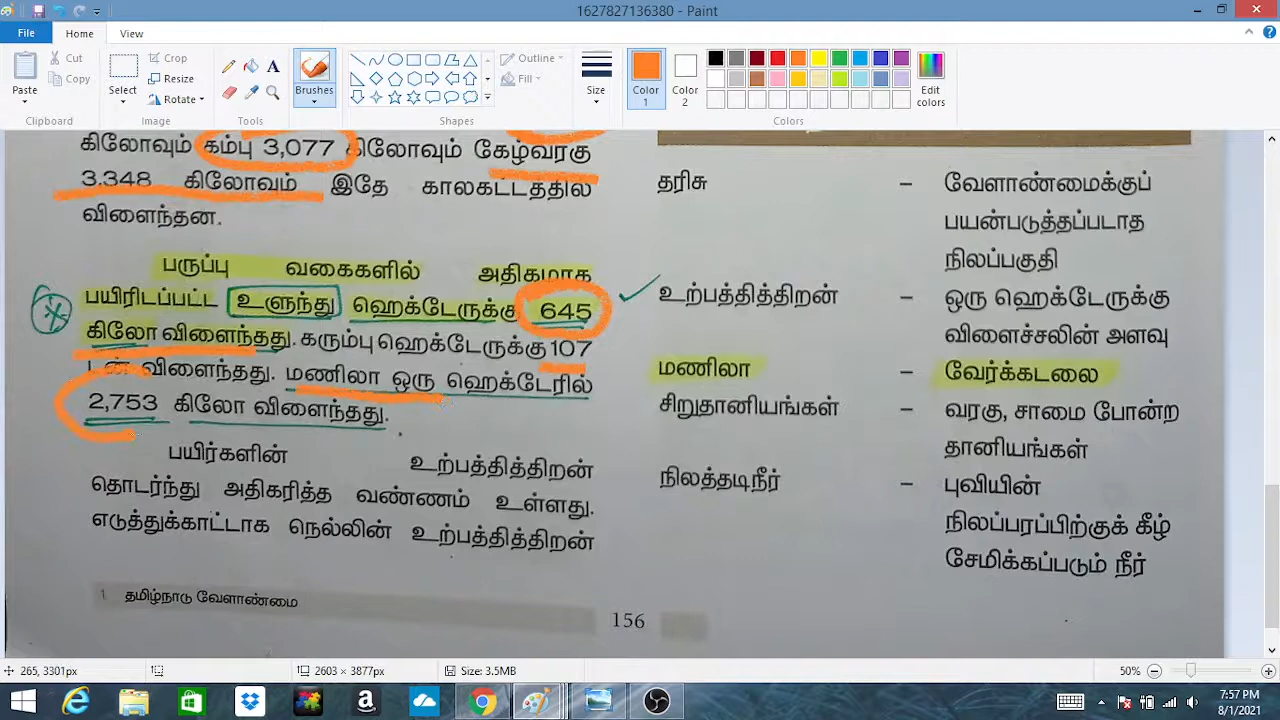 1627827136380 - Paint
File
Home
View
Paste
Cut
Copy
Clipboard
Select
Crop
Resize
Rotate
Image
A
Tools
Brushes
Outline
Fill
Shapes
Size
Color 1
Color 2
Edit colors
Colors
கிலோவும் கம்பு 3,077 கிலோவும் கேழ்வரகு
3.348 கிலோவும் இதே காலகட்டத்தில்
விளைந்தன.
பருப்பு வகைகளில் அதிகமாக
பயிரிடப்பட்ட உளுந்து ஹெக்டேருக்கு 645
கிலோ விளைந்தது. கரும்பு ஹெக்டேருக்கு 107
டன் விளைந்தது. மணிலா ஒரு ஹெக்டேரில்
2,753 கிலோ விளைந்தது.
பயிர்களின் உற்பத்தித்திறன்
தொடர்ந்து அதிகரித்த வண்ணம் உள்ளது.
எடுத்துக்காட்டாக நெல்லின் உற்பத்தித்திறன்
1 தமிழ்நாடு வேளாண்மை
தரிசு – வேளாண்மைக்குப்
பயன்படுத்தப்படாத
நிலப்பகுதி
உற்பத்தித்திறன் – ஒரு ஹெக்டேருக்கு
விளைச்சலின் அளவு
மணிலா – வேர்க்கடலை
சிறுதானியங்கள் – வரகு, சாமை போன்ற
தானியங்கள்
நிலத்தடிநீர் – புவியின்
நிலப்பரப்பிற்குக் கீழ்
சேமிக்கப்படும் நீர்
156
265, 3301px
2603 × 3877px
Size: 3.5MB
50%
7:57 PM
8/1/2021